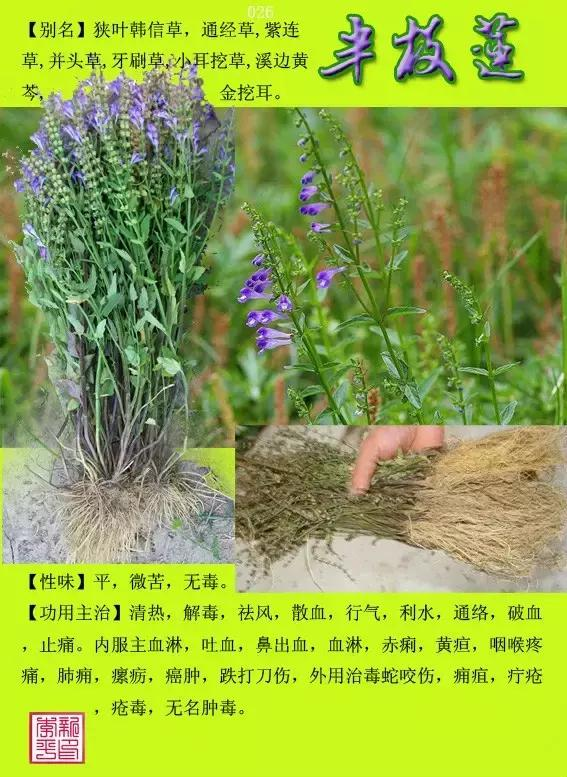 026
【别名】狭叶韩信草，通经草,紫连
草,并头草,牙刷草,小耳挖草,溪边黄
芩,金挖耳。
半枝莲
【性味】平，微苦，无毒。
【功用主治】清热，解毒，祛风，散血，行气，利水，通络，破血
，止痛。内服主血淋，吐血，鼻出血，血淋，赤痢，黄疸，咽喉疼
痛，肺痈，瘰疬，癌肿，跌打刀伤，外用治毒蛇咬伤，痈疽，疔疮
，疮毒，无名肿毒。